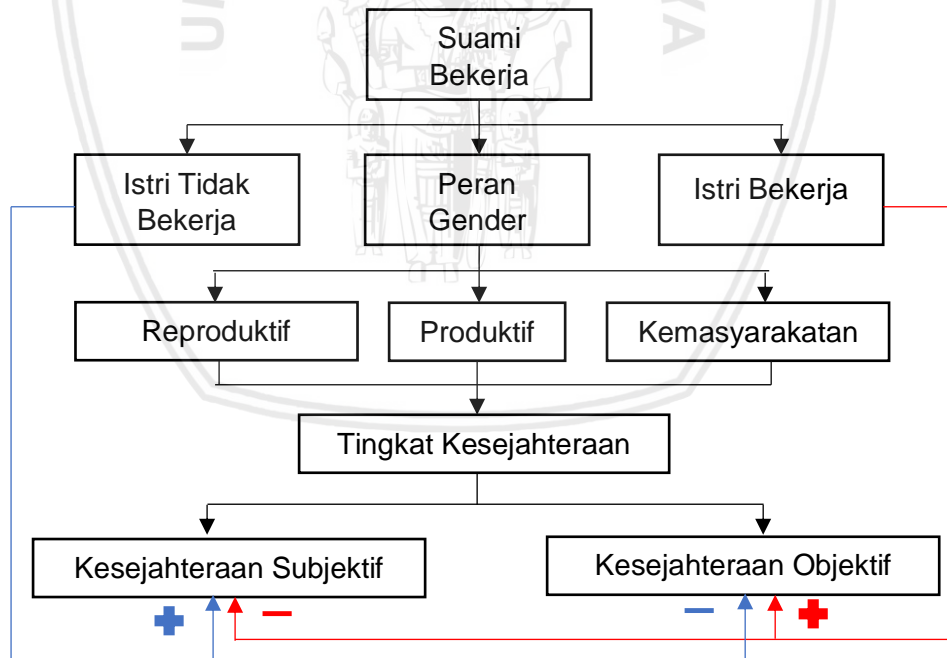 Suami
Bekerja
Istri Tidak
Bekerja
Peran
Gender
Istri Bekerja
Reproduktif
Produktif
Kemasyarakatan
Tingkat Kesejahteraan
Kesejahteraan Subjektif
Kesejahteraan Objektif
+
−
−
+